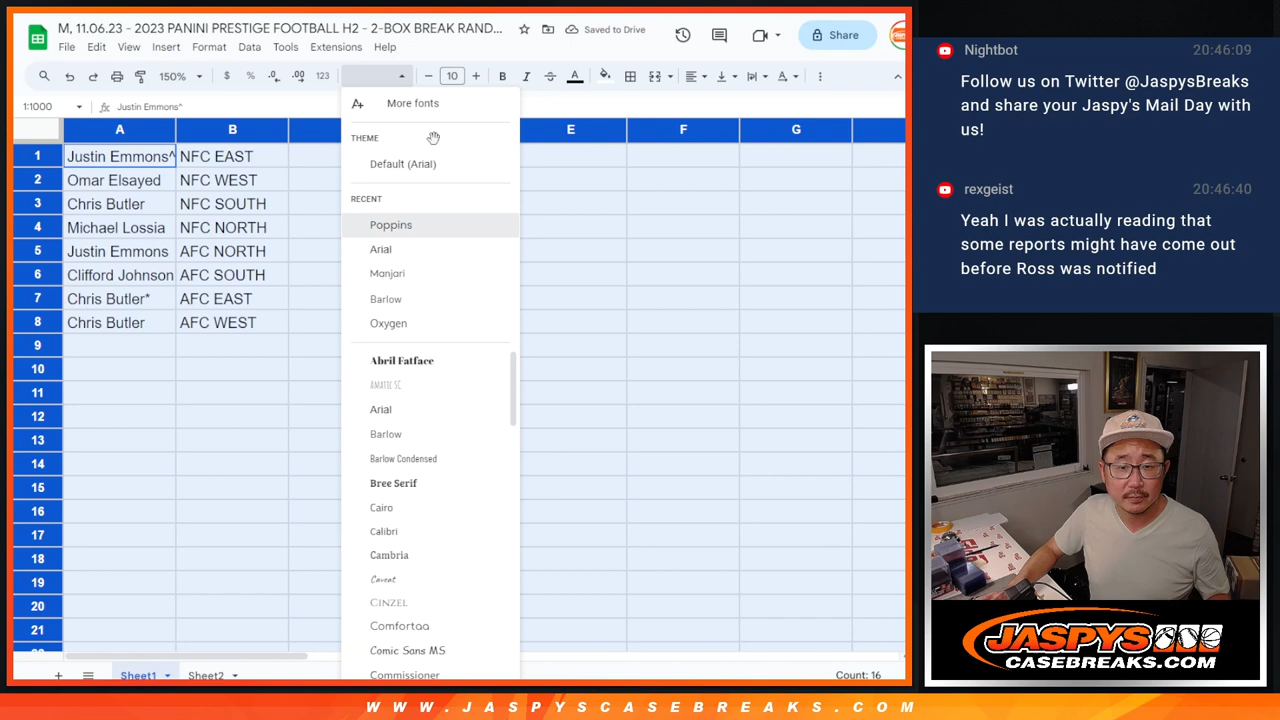 M, 11.06.23 - 2023 PANINI PRESTIGE FOOTBALL H2 - 2-BOX BREAK RAND...
Saved to Drive
Share
File Edit View Insert Format Data Tools Extensions Help
150% $ % .0 .00 123 10 B I A
1:1000 fx Justin Emmons^
A B E F G
1 Justin Emmons^ NFC EAST
2 Omar Elsayed NFC WEST
3 Chris Butler NFC SOUTH
4 Michael Lossia NFC NORTH
5 Justin Emmons AFC NORTH
6 Clifford Johnson AFC SOUTH
7 Chris Butler* AFC EAST
8 Chris Butler AFC WEST
9
10
11
12
13
14
15
16
17
18
19
20
21
More fonts
THEME
Default (Arial)
RECENT
Poppins
Arial
Manjari
Barlow
Oxygen
Abril Fatface
AMATIC SC
Arial
Barlow
Barlow Condensed
Bree Serif
Cairo
Calibri
Cambria
Caveat
CINZEL
Comfortaa
Comic Sans MS
Commissioner
Sheet1 Sheet2 Count: 16
Nightbot 20:46:09
Follow us on Twitter @JaspysBreaks
and share your Jaspy's Mail Day with
us!
rexgeist 20:46:40
Yeah I was actually reading that
some reports might have come out
before Ross was notified
JASPYS
CASEBREAKS.COM
WWW.JASPYSCASEBREAKS.COM